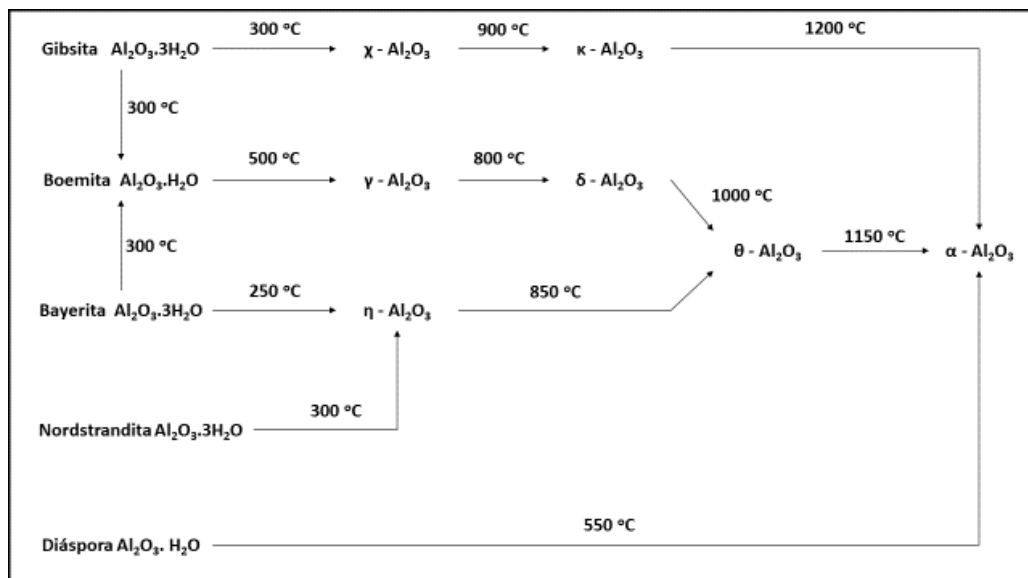 300 °C 900 °C 1200 °C
Gibsita Al₂O₃.3H₂O χ - Al₂O₃ κ - Al₂O₃
300 °C
500 °C 800 °C
Boemita Al₂O₃.H₂O γ - Al₂O₃ δ - Al₂O₃
1000 °C
300 °C 1150 °C
θ - Al₂O₃ α - Al₂O₃
250 °C 850 °C
Bayerita Al₂O₃.3H₂O η - Al₂O₃
300 °C
Nordstrandita Al₂O₃.3H₂O
550 °C
Diáspora Al₂O₃. H₂O